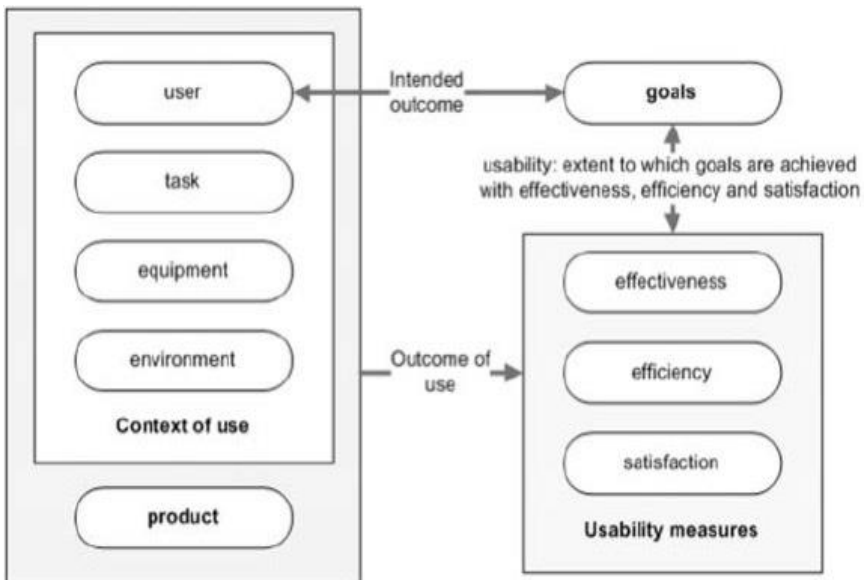 user
Intended
outcome
goals
task
usability: extent to which goals are achieved
with effectiveness, efficiency and satisfaction
equipment
effectiveness
environment
Outcome of
use
efficiency
Context of use
satisfaction
product
Usability measures